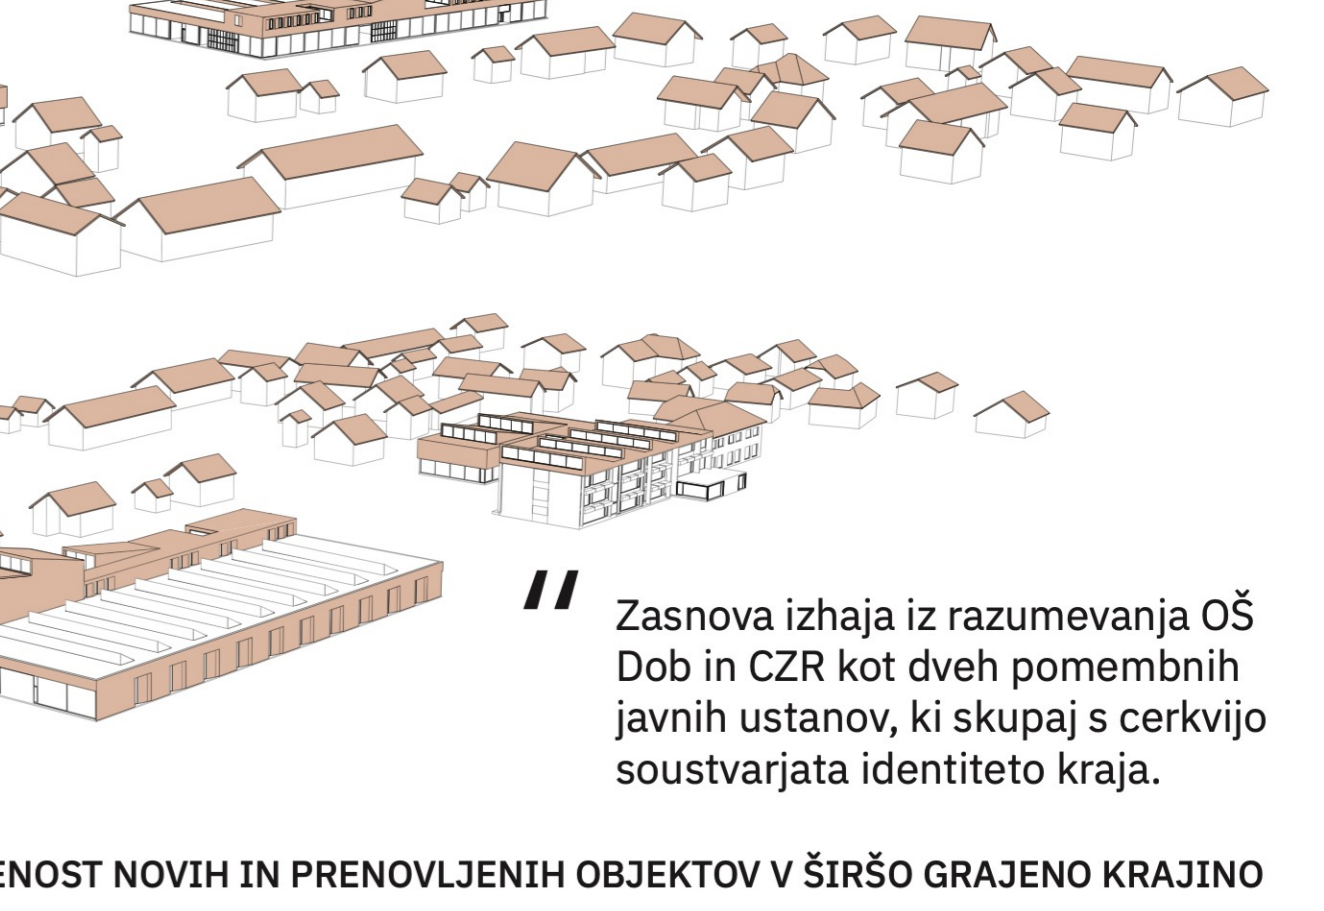 "
Zasnova izhaja iz razumevanja OŠ
Dob in CZR kot dveh pomembnih
javnih ustanov, ki skupaj s cerkvijo
soustvarjata identiteto kraja.
ENOST NOVIH IN PRENOVLJENIH OBJEKTOV V ŠIRŠO GRAJENO KRAJINO